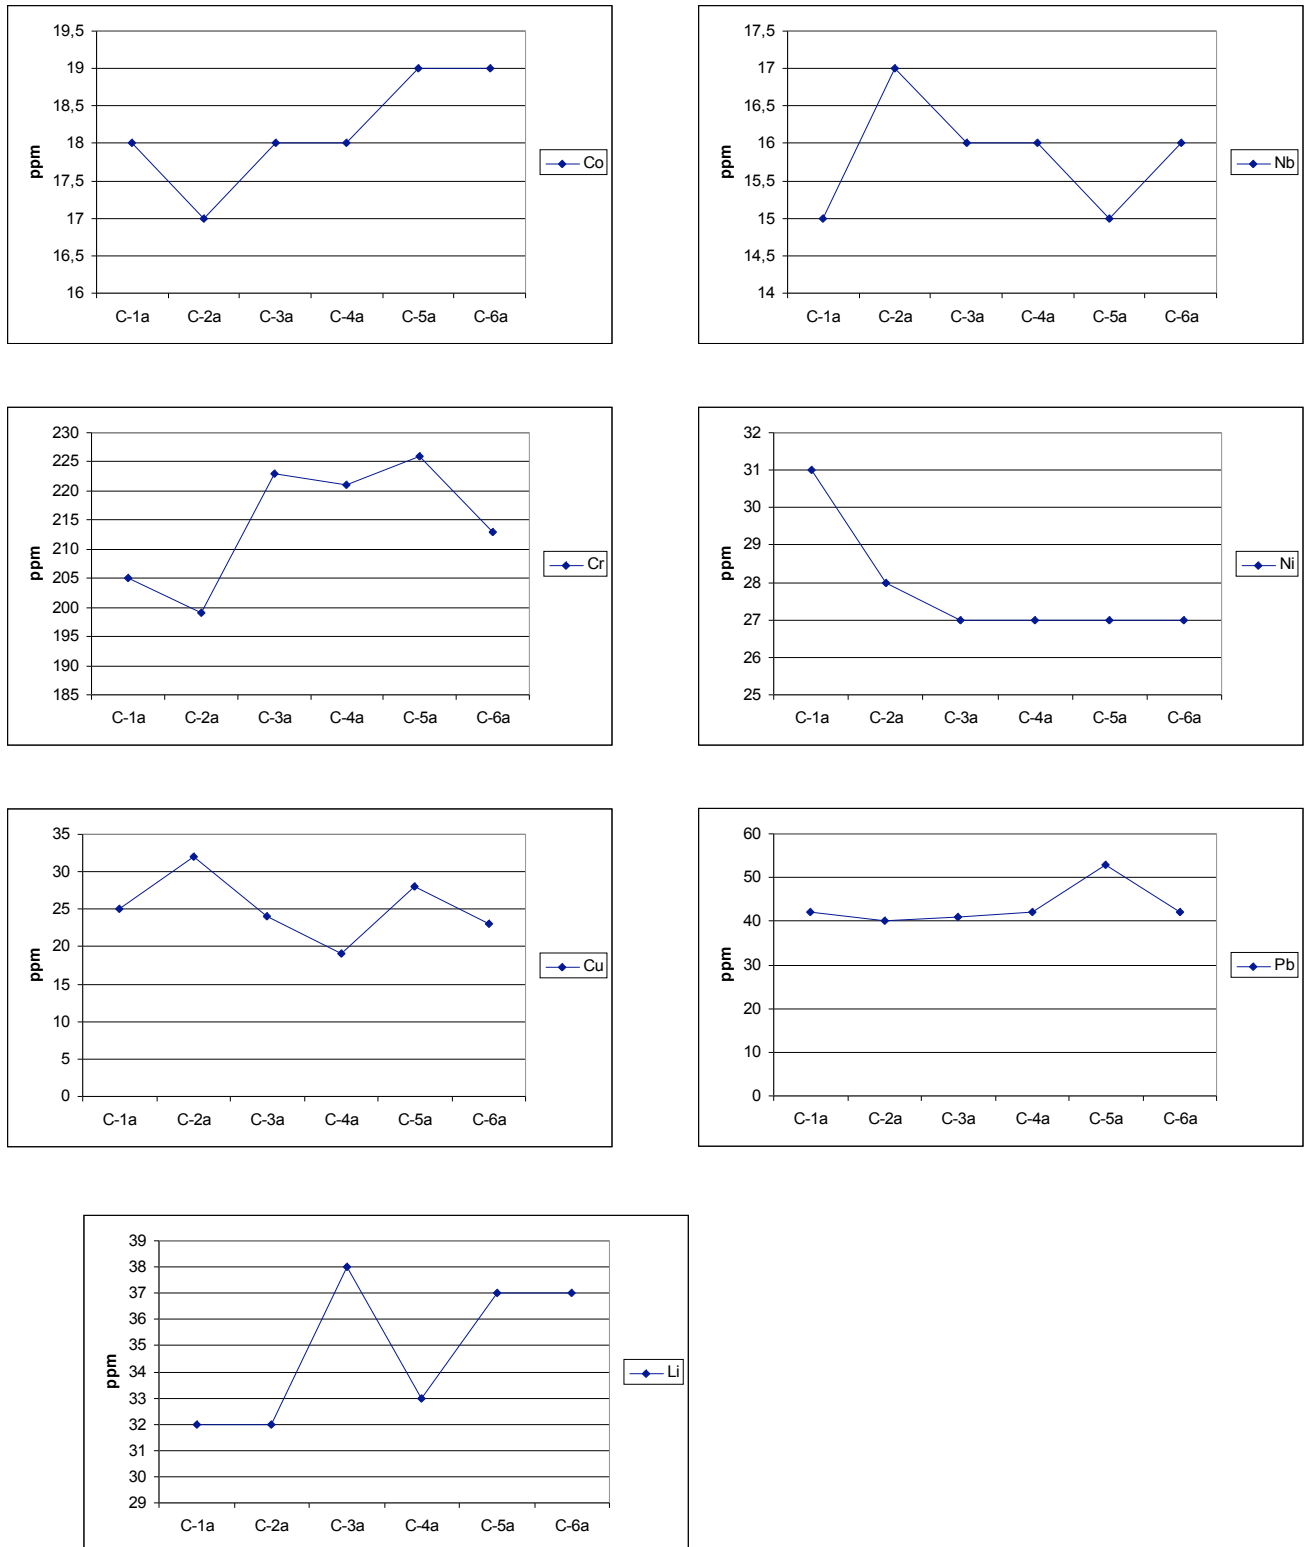 19,5
19
18,5
18
17,5
17
16,5
16
ppm
C-1a C-2a C-3a C-4a C-5a C-6a
Co
17,5
17
16,5
16
15,5
15
14,5
14
ppm
C-1a C-2a C-3a C-4a C-5a C-6a
Nb
230
225
220
215
210
205
200
195
190
185
ppm
C-1a C-2a C-3a C-4a C-5a C-6a
Cr
32
31
30
29
28
27
26
25
ppm
C-1a C-2a C-3a C-4a C-5a C-6a
Ni
35
30
25
20
15
10
5
0
ppm
C-1a C-2a C-3a C-4a C-5a C-6a
Cu
60
50
40
30
20
10
0
ppm
C-1a C-2a C-3a C-4a C-5a C-6a
Pb
39
38
37
36
35
34
33
32
31
30
29
ppm
C-1a C-2a C-3a C-4a C-5a C-6a
Li